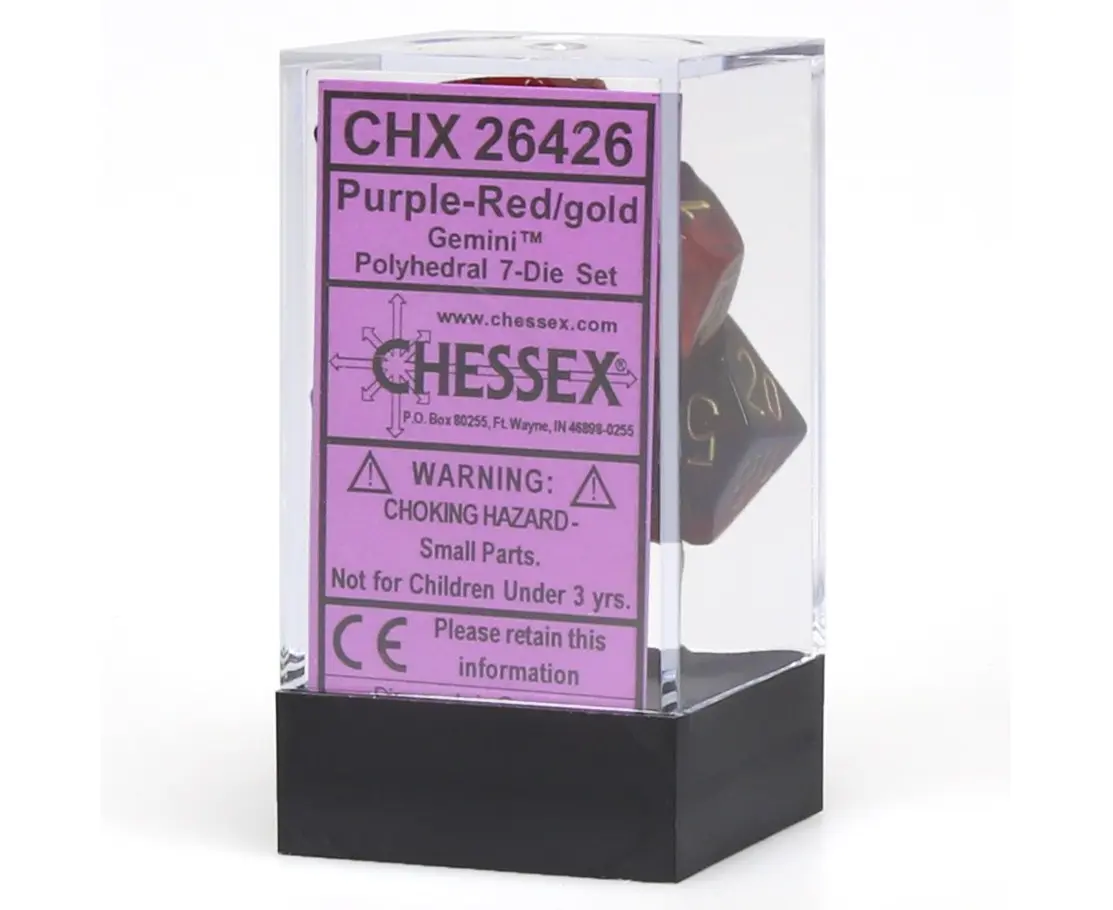 CHX 26426
Purple-Red/gold
Gemini™
Polyhedral 7-Die Set
www.chessex.com
CHESSEX®
P.O. Box 80255, Ft. Wayne, IN 46898-0255
WARNING:
CHOKING HAZARD-
Small Parts.
Not for Children Under 3 yrs.
CE Please retain this
information
1
20
5